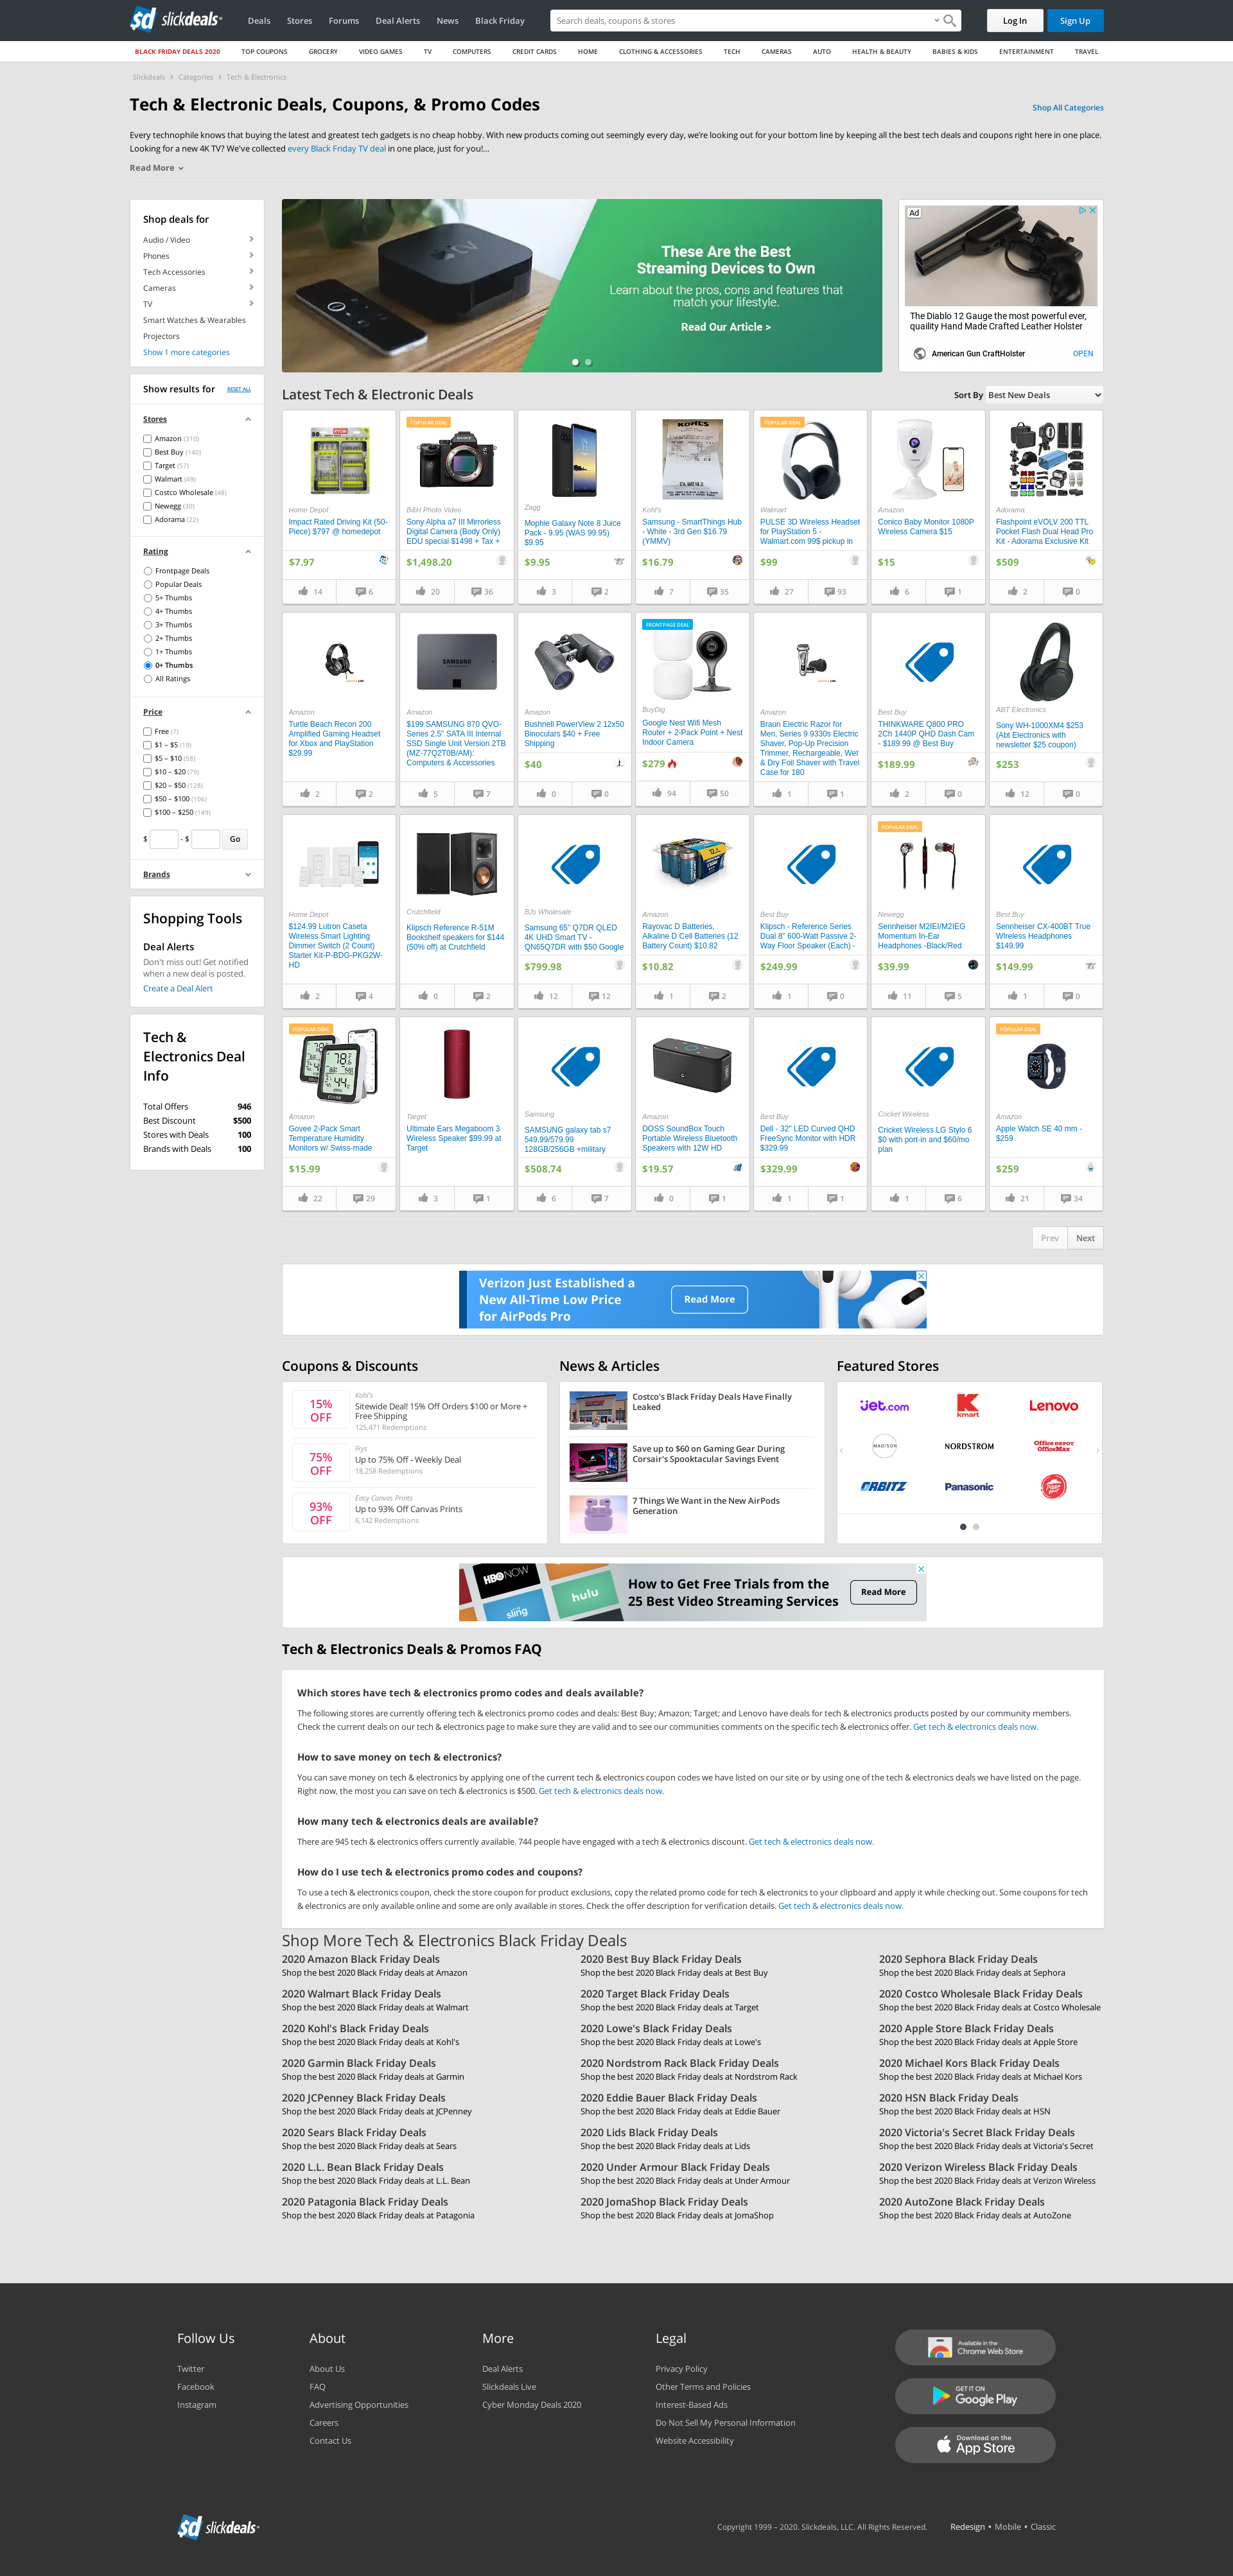 slickdeals
Deals
Stores
Forums
Deal Alerts
News
Black Friday
Search deals, coupons & stores
Log In
Sign Up
BLACK FRIDAY DEALS 2020
TOP COUPONS
GROCERY
VIDEO GAMES
TV
COMPUTERS
CREDIT CARDS
HOME
CLOTHING & ACCESSORIES
TECH
CAMERAS
AUTO
HEALTH & BEAUTY
BABIES & KIDS
ENTERTAINMENT
TRAVEL
Slickdeals > Categories > Tech & Electronics
Tech & Electronic Deals, Coupons, & Promo Codes
Shop All Categories
Every technophile knows that buying the latest and greatest tech gadgets is no cheap hobby. With new products coming out seemingly every day, we're looking out for your bottom line by keeping all the best tech deals and coupons right here in one place.
Looking for a new 4K TV? We've collected every Black Friday TV deal in one place, just for you!...
Read More
Shop deals for
Audio / Video
Phones
Tech Accessories
Cameras
TV
Smart Watches & Wearables
Projectors
Show 1 more categories
Show results for
RESET ALL
Stores
Amazon (310)
Best Buy (140)
Target (57)
Walmart (49)
Costco Wholesale (48)
Newegg (30)
Adorama (22)
Rating
Frontpage Deals
Popular Deals
5+ Thumbs
4+ Thumbs
3+ Thumbs
2+ Thumbs
1+ Thumbs
0+ Thumbs
All Ratings
Price
Free (7)
$1 – $5 (19)
$5 – $10 (58)
$10 – $20 (79)
$20 – $50 (128)
$50 – $100 (106)
$100 – $250 (149)
$ - $ Go
Brands
Shopping Tools
Deal Alerts
Don't miss out! Get notified
when a new deal is posted.
Create a Deal Alert
Tech &
Electronics Deal
Info
Total Offers 946
Best Discount $500
Stores with Deals 100
Brands with Deals 100
These Are the Best
Streaming Devices to Own
Learn about the pros, cons and features that
match your lifestyle.
Read Our Article >
Ad
The Diablo 12 Gauge the most powerful ever,
quaility Hand Made Crafted Leather Holster
American Gun CraftHolster
OPEN
Latest Tech & Electronic Deals
Sort By Best New Deals
Home Depot
Impact Rated Driving Kit (50-
Piece) $797 @ homedepot
$7.97
14
6
POPULAR DEAL
B&H Photo Video
Sony Alpha a7 III Mirrorless
Digital Camera (Body Only)
EDU special $1498 + Tax +
$1,498.20
20
36
Zagg
Mophie Galaxy Note 8 Juice
Pack - 9.95 (WAS 99.95)
$9.95
$9.95
3
2
KOHL'S
Kohl's
Samsung - SmartThings Hub
- White - 3rd Gen $16.79
(YMMV)
$16.79
7
35
POPULAR DEAL
Walmart
PULSE 3D Wireless Headset
for PlayStation 5 -
Walmart.com 99$ pickup in
$99
27
93
Amazon
Conico Baby Monitor 1080P
Wireless Camera $15
$15
6
1
Adorama
Flashpoint eVOLV 200 TTL
Pocket Flash Dual Head Pro
Kit - Adorama Exclusive Kit
$509
2
0
Amazon
Turtle Beach Recon 200
Amplified Gaming Headset
for Xbox and PlayStation
$29.99
2
2
SAMSUNG
Amazon
$199 SAMSUNG 870 QVO-
Series 2.5" SATA III Internal
SSD Single Unit Version 2TB
(MZ-77Q2T0B/AM):
Computers & Accessories
5
7
Amazon
Bushnell PowerView 2 12x50
Binoculars $40 + Free
Shipping
$40
0
0
FRONTPAGE DEAL
BuyDig
Google Nest Wifi Mesh
Router + 2-Pack Point + Nest
Indoor Camera
$279
94
50
Amazon
Braun Electric Razor for
Men, Series 9 9330s Electric
Shaver, Pop-Up Precision
Trimmer, Rechargeable, Wet
& Dry Foil Shaver with Travel
Case for 180
1
1
Best Buy
THINKWARE Q800 PRO
2Ch 1440P QHD Dash Cam
- $189.99 @ Best Buy
$189.99
2
0
ABT Electronics
Sony WH-1000XM4 $253
(Abt Electronics with
newsletter $25 coupon)
$253
12
0
Home Depot
$124.99 Lutron Caseta
Wireless Smart Lighting
Dimmer Switch (2 Count)
Starter Kit-P-BDG-PKG2W-
HD
2
4
Crutchfield
Klipsch Reference R-51M
Bookshelf speakers for $144
(50% off) at Crutchfield
0
2
BJs Wholesale
Samsung 65" Q7DR QLED
4K UHD Smart TV -
QN65Q7DR with $50 Google
$799.98
12
12
Amazon
Rayovac D Batteries,
Alkaline D Cell Batteries (12
Battery Count) $10.82
$10.82
1
2
Best Buy
Klipsch - Reference Series
Dual 8" 600-Watt Passive 2-
Way Floor Speaker (Each) -
$249.99
1
0
POPULAR DEAL
Newegg
Sennheiser M2IEI/M2IEG
Momentum In-Ear
Headphones -Black/Red
$39.99
11
5
Best Buy
Sennheiser CX-400BT True
WIreless Headphones
$149.99
$149.99
1
0
POPULAR DEAL
Amazon
Govee 2-Pack Smart
Temperature Humidity
Monitors w/ Swiss-made
$15.99
22
29
Target
Ultimate Ears Megaboom 3
Wireless Speaker $99.99 at
Target
3
1
Samsung
SAMSUNG galaxy tab s7
549.99/579.99
128GB/256GB +military
$508.74
6
7
Amazon
DOSS SoundBox Touch
Portable Wireless Bluetooth
Speakers with 12W HD
$19.57
0
1
Best Buy
Dell - 32" LED Curved QHD
FreeSync Monitor with HDR
$329.99
$329.99
1
1
Cricket Wireless
Cricket Wireless LG Stylo 6
$0 with port-in and $60/mo
plan
1
6
POPULAR DEAL
Amazon
Apple Watch SE 40 mm -
$259
$259
21
34
Prev
Next
Verizon Just Established a
New All-Time Low Price
for AirPods Pro
Read More
Coupons & Discounts
15%
OFF
Kohl's
Sitewide Deal! 15% Off Orders $100 or More +
Free Shipping
125,471 Redemptions
75%
OFF
Frys
Up to 75% Off - Weekly Deal
18,258 Redemptions
93%
OFF
Easy Canvas Prints
Up to 93% Off Canvas Prints
6,142 Redemptions
News & Articles
Costco's Black Friday Deals Have Finally
Leaked
Save up to $60 on Gaming Gear During
Corsair's Spooktacular Savings Event
7 Things We Want in the New AirPods
Generation
Featured Stores
jet.com
kmart
Lenovo
MADISON
NORDSTROM
Office DEPOT
OfficeMax
ORBITZ
Panasonic
Pizza Hut
HBO NOW
sling
hulu
How to Get Free Trials from the
25 Best Video Streaming Services
Read More
Tech & Electronics Deals & Promos FAQ
Which stores have tech & electronics promo codes and deals available?
The following stores are currently offering tech & electronics promo codes and deals: Best Buy; Amazon; Target; and Lenovo have deals for tech & electronics products posted by our community members.
Check the current deals on our tech & electronics page to make sure they are valid and to see our communities comments on the specific tech & electronics offer. Get tech & electronics deals now.
How to save money on tech & electronics?
You can save money on tech & electronics by applying one of the current tech & electronics coupon codes we have listed on our site or by using one of the tech & electronics deals we have listed on the page.
Right now, the most you can save on tech & electronics is $500. Get tech & electronics deals now.
How many tech & electronics deals are available?
There are 945 tech & electronics offers currently available. 744 people have engaged with a tech & electronics discount. Get tech & electronics deals now.
How do I use tech & electronics promo codes and coupons?
To use a tech & electronics coupon, check the store coupon for product exclusions, copy the related promo code for tech & electronics to your clipboard and apply it while checking out. Some coupons for tech
& electronics are only available online and some are only available in stores. Check the offer description for verification details. Get tech & electronics deals now.
Shop More Tech & Electronics Black Friday Deals
2020 Amazon Black Friday Deals
Shop the best 2020 Black Friday deals at Amazon
2020 Best Buy Black Friday Deals
Shop the best 2020 Black Friday deals at Best Buy
2020 Sephora Black Friday Deals
Shop the best 2020 Black Friday deals at Sephora
2020 Walmart Black Friday Deals
Shop the best 2020 Black Friday deals at Walmart
2020 Target Black Friday Deals
Shop the best 2020 Black Friday deals at Target
2020 Costco Wholesale Black Friday Deals
Shop the best 2020 Black Friday deals at Costco Wholesale
2020 Kohl's Black Friday Deals
Shop the best 2020 Black Friday deals at Kohl's
2020 Lowe's Black Friday Deals
Shop the best 2020 Black Friday deals at Lowe's
2020 Apple Store Black Friday Deals
Shop the best 2020 Black Friday deals at Apple Store
2020 Garmin Black Friday Deals
Shop the best 2020 Black Friday deals at Garmin
2020 Nordstrom Rack Black Friday Deals
Shop the best 2020 Black Friday deals at Nordstrom Rack
2020 Michael Kors Black Friday Deals
Shop the best 2020 Black Friday deals at Michael Kors
2020 JCPenney Black Friday Deals
Shop the best 2020 Black Friday deals at JCPenney
2020 Eddie Bauer Black Friday Deals
Shop the best 2020 Black Friday deals at Eddie Bauer
2020 HSN Black Friday Deals
Shop the best 2020 Black Friday deals at HSN
2020 Sears Black Friday Deals
Shop the best 2020 Black Friday deals at Sears
2020 Lids Black Friday Deals
Shop the best 2020 Black Friday deals at Lids
2020 Victoria's Secret Black Friday Deals
Shop the best 2020 Black Friday deals at Victoria's Secret
2020 L.L. Bean Black Friday Deals
Shop the best 2020 Black Friday deals at L.L. Bean
2020 Under Armour Black Friday Deals
Shop the best 2020 Black Friday deals at Under Armour
2020 Verizon Wireless Black Friday Deals
Shop the best 2020 Black Friday deals at Verizon Wireless
2020 Patagonia Black Friday Deals
Shop the best 2020 Black Friday deals at Patagonia
2020 JomaShop Black Friday Deals
Shop the best 2020 Black Friday deals at JomaShop
2020 AutoZone Black Friday Deals
Shop the best 2020 Black Friday deals at AutoZone
Follow Us
Twitter
Facebook
Instagram
About
About Us
FAQ
Advertising Opportunities
Careers
Contact Us
More
Deal Alerts
Slickdeals Live
Cyber Monday Deals 2020
Legal
Privacy Policy
Other Terms and Policies
Interest-Based Ads
Do Not Sell My Personal Information
Website Accessibility
Available in the
Chrome Web Store
GET IT ON
Google Play
Download on the
App Store
slickdeals
Copyright 1999 – 2020. Slickdeals, LLC. All Rights Reserved.
Redesign • Mobile • Classic